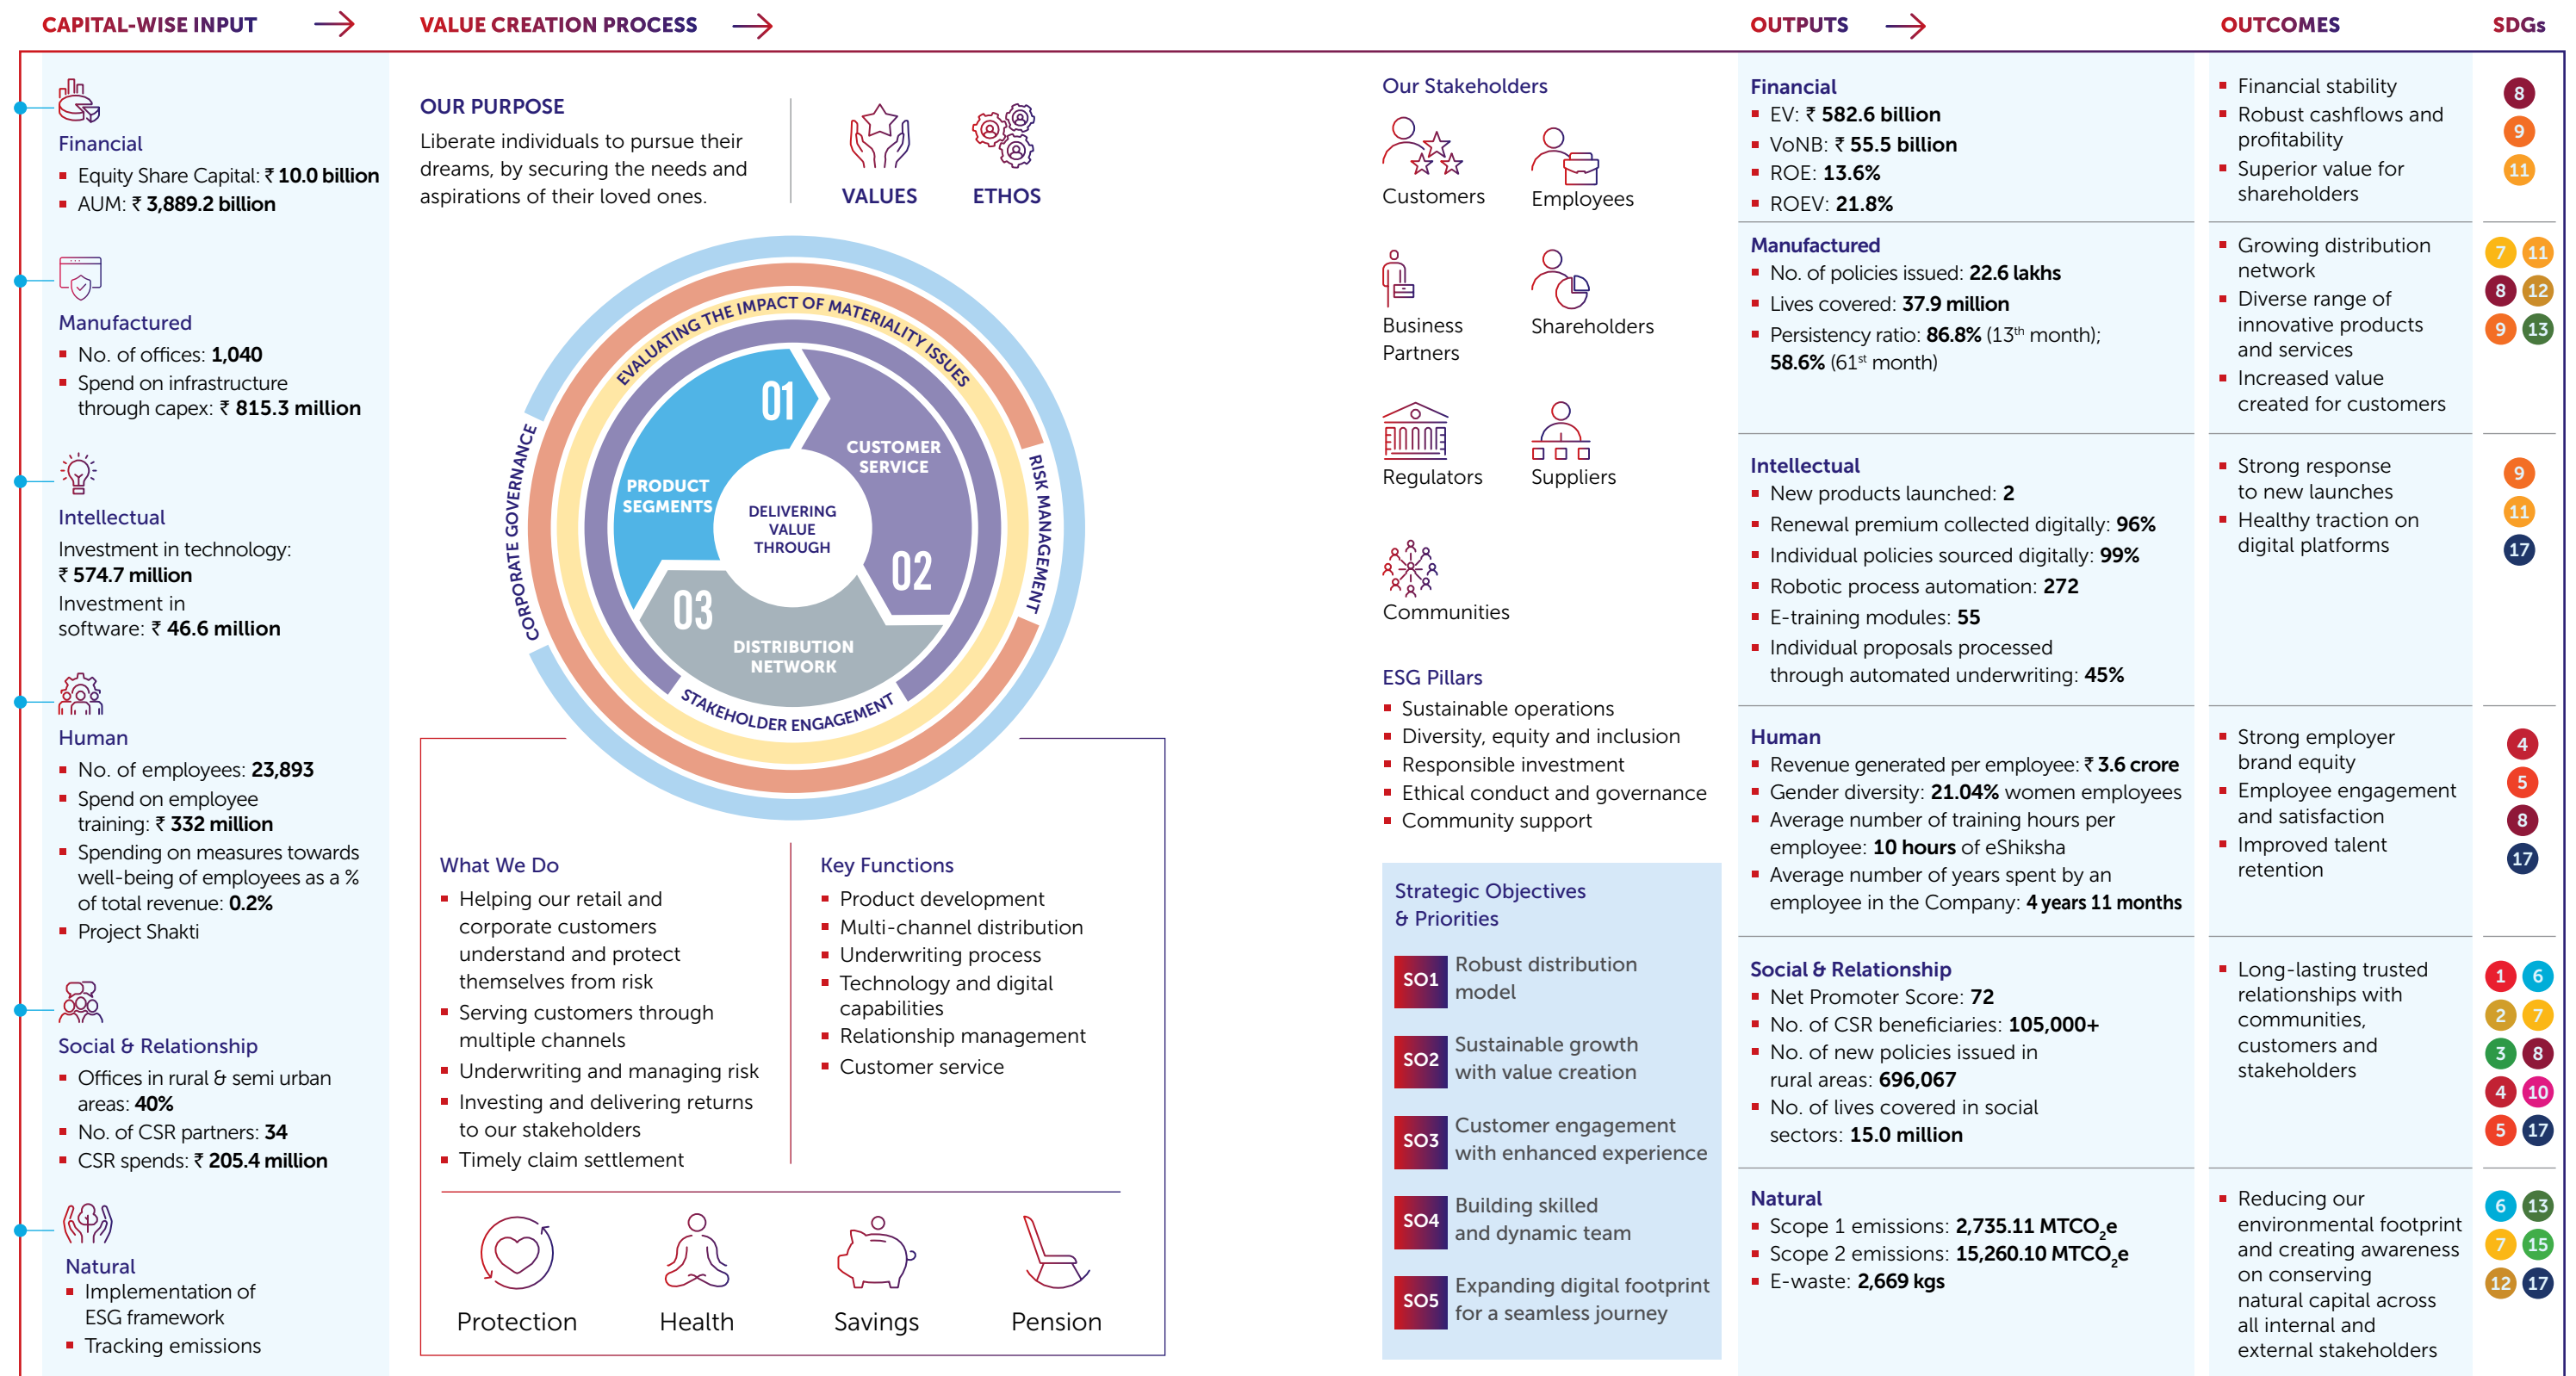 CAPITAL-WISE INPUT
VALUE CREATION PROCESS
OUTPUTS
OUTCOMES
SDGs
Financial
Equity Share Capital: ₹ 10.0 billion
AUM: ₹ 3,889.2 billion
Manufactured
No. of offices: 1,040
Spend on infrastructure
through capex: ₹ 815.3 million
Intellectual
Investment in technology:
₹ 574.7 million
Investment in
software: ₹ 46.6 million
Human
No. of employees: 23,893
Spend on employee
training: ₹ 332 million
Spending on measures towards
well-being of employees as a %
of total revenue: 0.2%
Project Shakti
Social & Relationship
Offices in rural & semi urban
areas: 40%
No. of CSR partners: 34
CSR spends: ₹ 205.4 million
Natural
Implementation of
ESG framework
Tracking emissions
OUR PURPOSE
Liberate individuals to pursue their
dreams, by securing the needs and
aspirations of their loved ones.
VALUES
ETHOS
CORPORATE GOVERNANCE
RISK MANAGEMENT
EVALUATING THE IMPACT OF MATERIALITY ISSUES
STAKEHOLDER ENGAGEMENT
01
PRODUCT
SEGMENTS
CUSTOMER
SERVICE
02
03
DISTRIBUTION
NETWORK
DELIVERING
VALUE
THROUGH
What We Do
Helping our retail and
corporate customers
understand and protect
themselves from risk
Serving customers through
multiple channels
Underwriting and managing risk
Investing and delivering returns
to our stakeholders
Timely claim settlement
Key Functions
Product development
Multi-channel distribution
Underwriting process
Technology and digital
capabilities
Relationship management
Customer service
Protection
Health
Savings
Pension
Our Stakeholders
Customers
Employees
Business
Partners
Shareholders
Regulators
Suppliers
Communities
ESG Pillars
Sustainable operations
Diversity, equity and inclusion
Responsible investment
Ethical conduct and governance
Community support
Strategic Objectives
& Priorities
SO1
Robust distribution
model
SO2
Sustainable growth
with value creation
SO3
Customer engagement
with enhanced experience
SO4
Building skilled
and dynamic team
SO5
Expanding digital footprint
for a seamless journey
Financial
EV: ₹ 582.6 billion
VoNB: ₹ 55.5 billion
ROE: 13.6%
ROEV: 21.8%
Financial stability
Robust cashflows and
profitability
Superior value for
shareholders
8
9
11
Manufactured
No. of policies issued: 22.6 lakhs
Lives covered: 37.9 million
Persistency ratio: 86.8% (13th month);
58.6% (61st month)
Growing distribution
network
Diverse range of
innovative products
and services
Increased value
created for customers
7 11
8 12
9 13
Intellectual
New products launched: 2
Renewal premium collected digitally: 96%
Individual policies sourced digitally: 99%
Robotic process automation: 272
E-training modules: 55
Individual proposals processed
through automated underwriting: 45%
Strong response
to new launches
Healthy traction on
digital platforms
9
11
17
Human
Revenue generated per employee: ₹ 3.6 crore
Gender diversity: 21.04% women employees
Average number of training hours per
employee: 10 hours of eShiksha
Average number of years spent by an
employee in the Company: 4 years 11 months
Strong employer
brand equity
Employee engagement
and satisfaction
Improved talent
retention
4
5
8
17
Social & Relationship
Net Promoter Score: 72
No. of CSR beneficiaries: 105,000+
No. of new policies issued in
rural areas: 696,067
No. of lives covered in social
sectors: 15.0 million
Long-lasting trusted
relationships with
communities,
customers and
stakeholders
1 6
2 7
3 8
4 10
5 17
Natural
Scope 1 emissions: 2,735.11 MTCO2e
Scope 2 emissions: 15,260.10 MTCO2e
E-waste: 2,669 kgs
Reducing our
environmental footprint
and creating awareness
on conserving
natural capital across
all internal and
external stakeholders
6 13
7 15
12 17